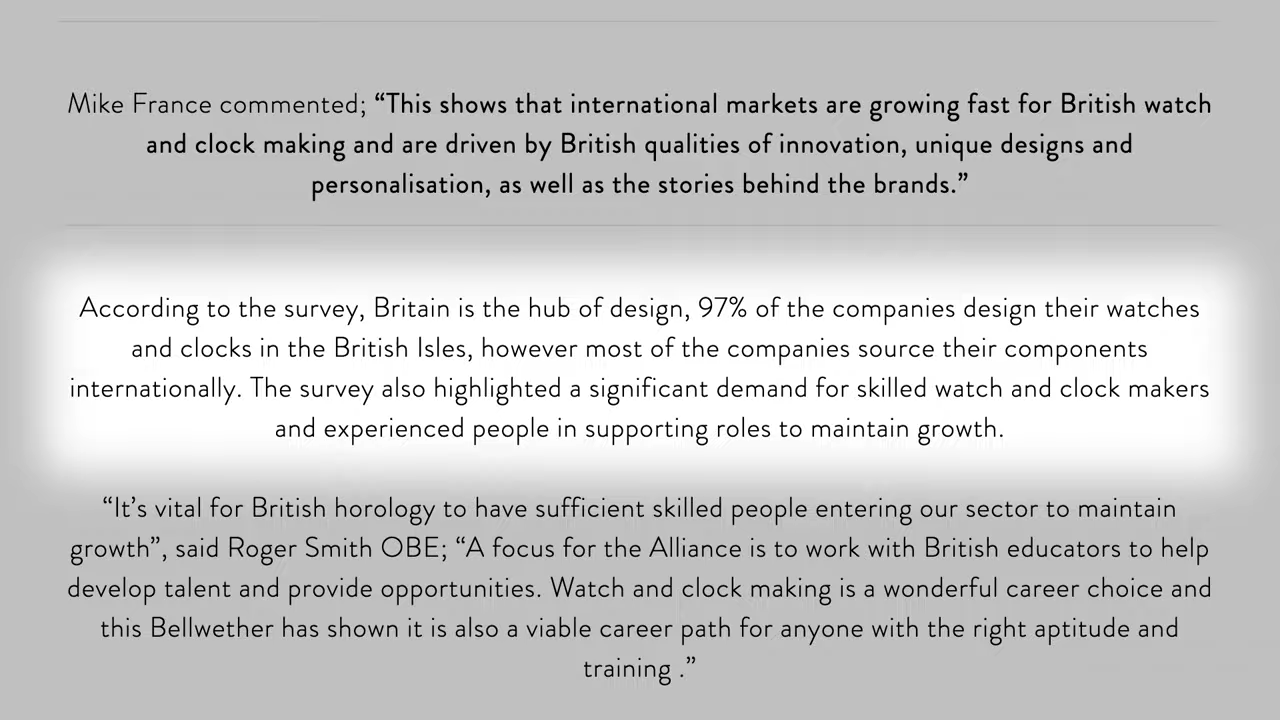 Mike France commented; “This shows that international markets are growing fast for British watch
and clock making and are driven by British qualities of innovation, unique designs and
personalisation, as well as the stories behind the brands.”
According to the survey, Britain is the hub of design, 97% of the companies design their watches
and clocks in the British Isles, however most of the companies source their components
internationally. The survey also highlighted a significant demand for skilled watch and clock makers
and experienced people in supporting roles to maintain growth.
“It’s vital for British horology to have sufficient skilled people entering our sector to maintain
growth”, said Roger Smith OBE; “A focus for the Alliance is to work with British educators to help
develop talent and provide opportunities. Watch and clock making is a wonderful career choice and
this Bellwether has shown it is also a viable career path for anyone with the right aptitude and
training .”